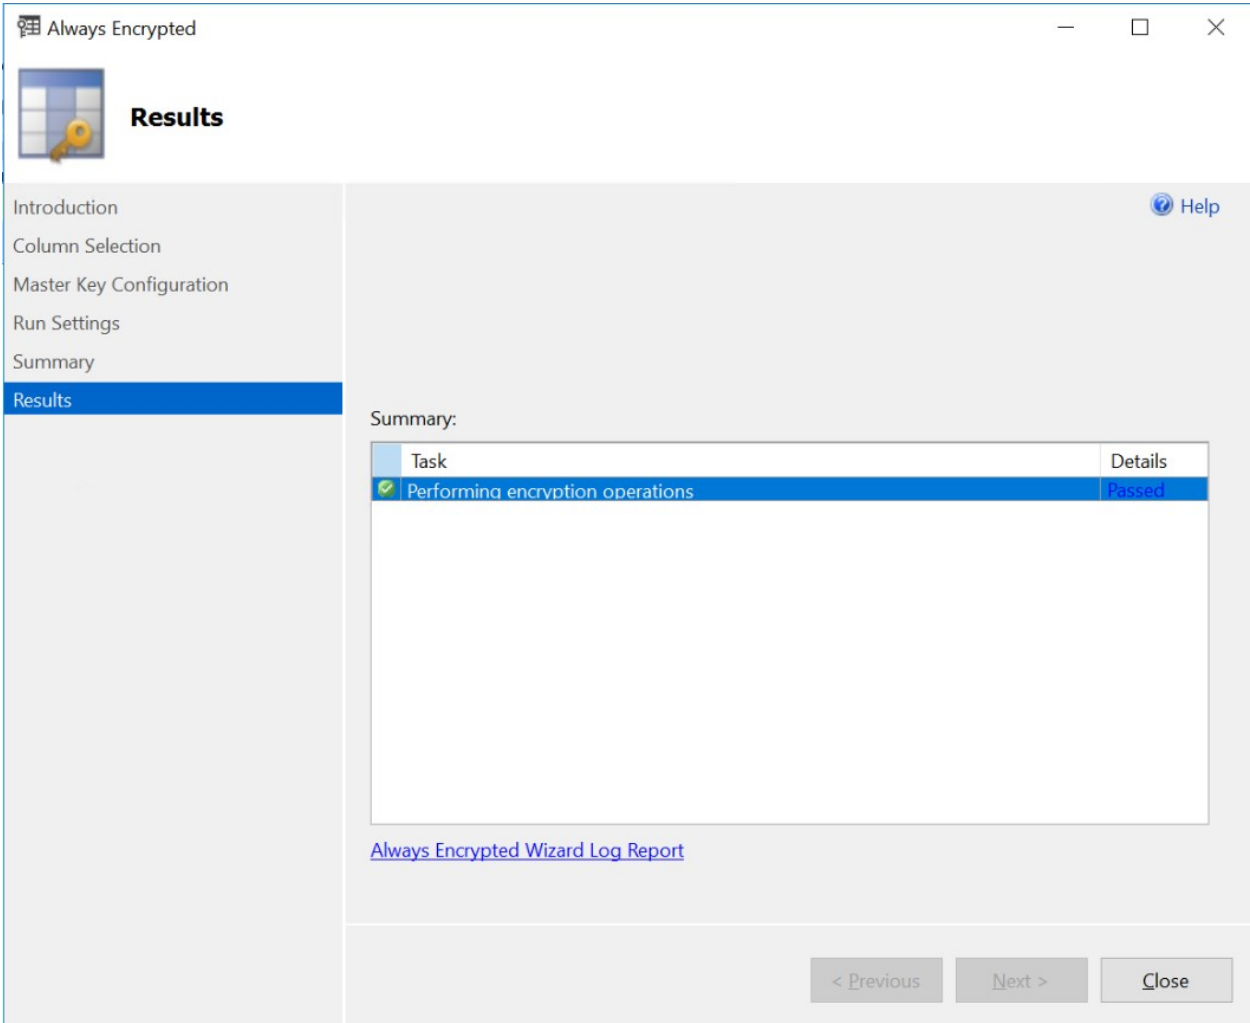 Always Encrypted
Results
Introduction
Column Selection
Master Key Configuration
Run Settings
Summary
Results
Help
Summary:
Task Details
Performing encryption operations Passed
Always Encrypted Wizard Log Report
< Previous Next > Close